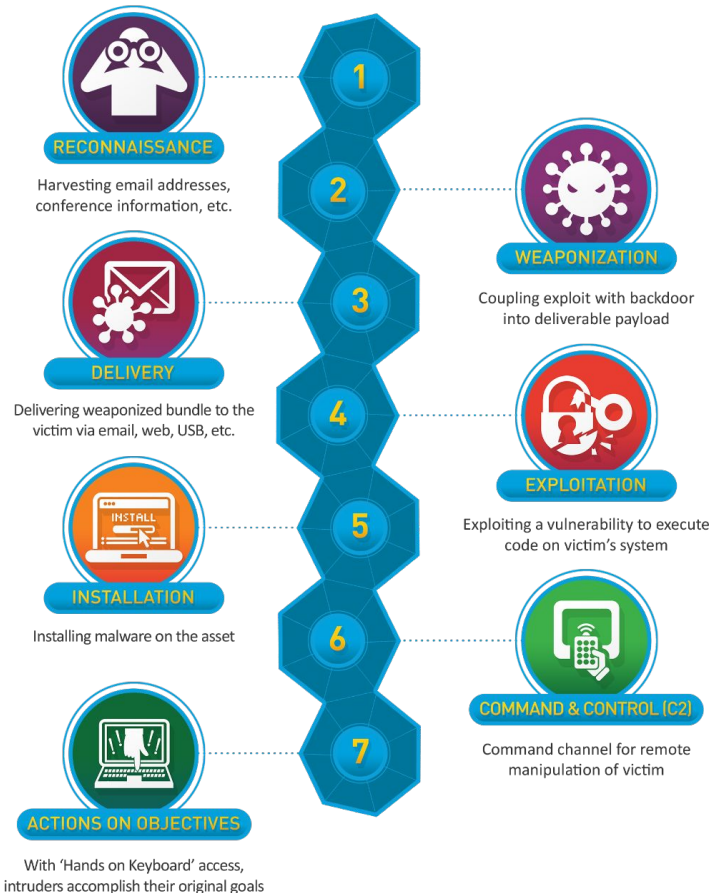 1
RECONNAISSANCE
Harvesting email addresses,
conference information, etc.
2
WEAPONIZATION
Coupling exploit with backdoor
into deliverable payload
3
DELIVERY
Delivering weaponized bundle to the
victim via email, web, USB, etc.
4
EXPLOITATION
Exploiting a vulnerability to execute
code on victim’s system
5
INSTALL
INSTALLATION
Installing malware on the asset
6
COMMAND & CONTROL (C2)
Command channel for remote
manipulation of victim
7
ACTIONS ON OBJECTIVES
With ‘Hands on Keyboard’ access,
intruders accomplish their original goals